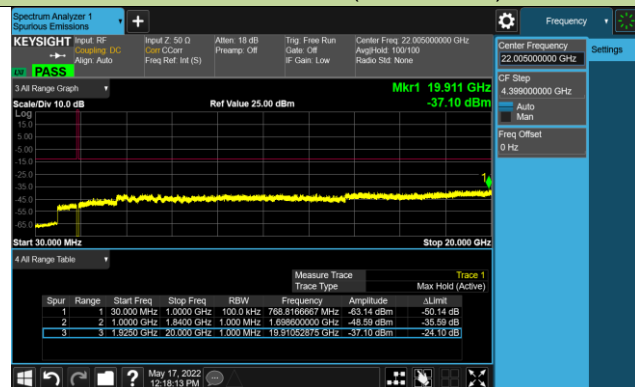 Spectrum Analyzer 1
Spurious Emissions
+
Frequency
KEYSIGHT
Input: RF
Coupling: DC
Align: Auto
Input Z: 50 Ω
Corr CCorr
Freq Ref: Int (S)
Atten: 18 dB
Preamp: Off
Trig: Free Run
Gate: Off
IF Gain: Low
Center Freq: 22.005000000 GHz
Avg|Hold: 100/100
Radio Std: None
PASS
Center Frequency
22.005000000 GHz
Settings
CF Step
4.399000000 GHz
Auto
Man
Freq Offset
0 Hz
3 All Range Graph
Mkr1 19.911 GHz
Scale/Div 10.0 dB
Ref Value 25.00 dBm
-37.10 dBm
Log
15.0
5.00
-5.00
-15.0
-25.0
-35.0
-45.0
-55.0
-65.0
1
Start 30.000 MHz
Stop 20.000 GHz
4 All Range Table
Measure Trace Trace 1
Trace Type Max Hold (Active)
Spur Range Start Freq Stop Freq RBW Frequency Amplitude ΔLimit
1 1 30.000 MHz 1.0000 GHz 100.0 kHz 768.8166667 MHz -63.14 dBm -50.14 dB
2 2 1.0000 GHz 1.8400 GHz 1.000 MHz 1.698600000 GHz -48.59 dBm -35.59 dB
3 3 1.9250 GHz 20.000 GHz 1.000 MHz 19.91052875 GHz -37.10 dBm -24.10 dB
?
May 17, 2022
12:18:13 PM